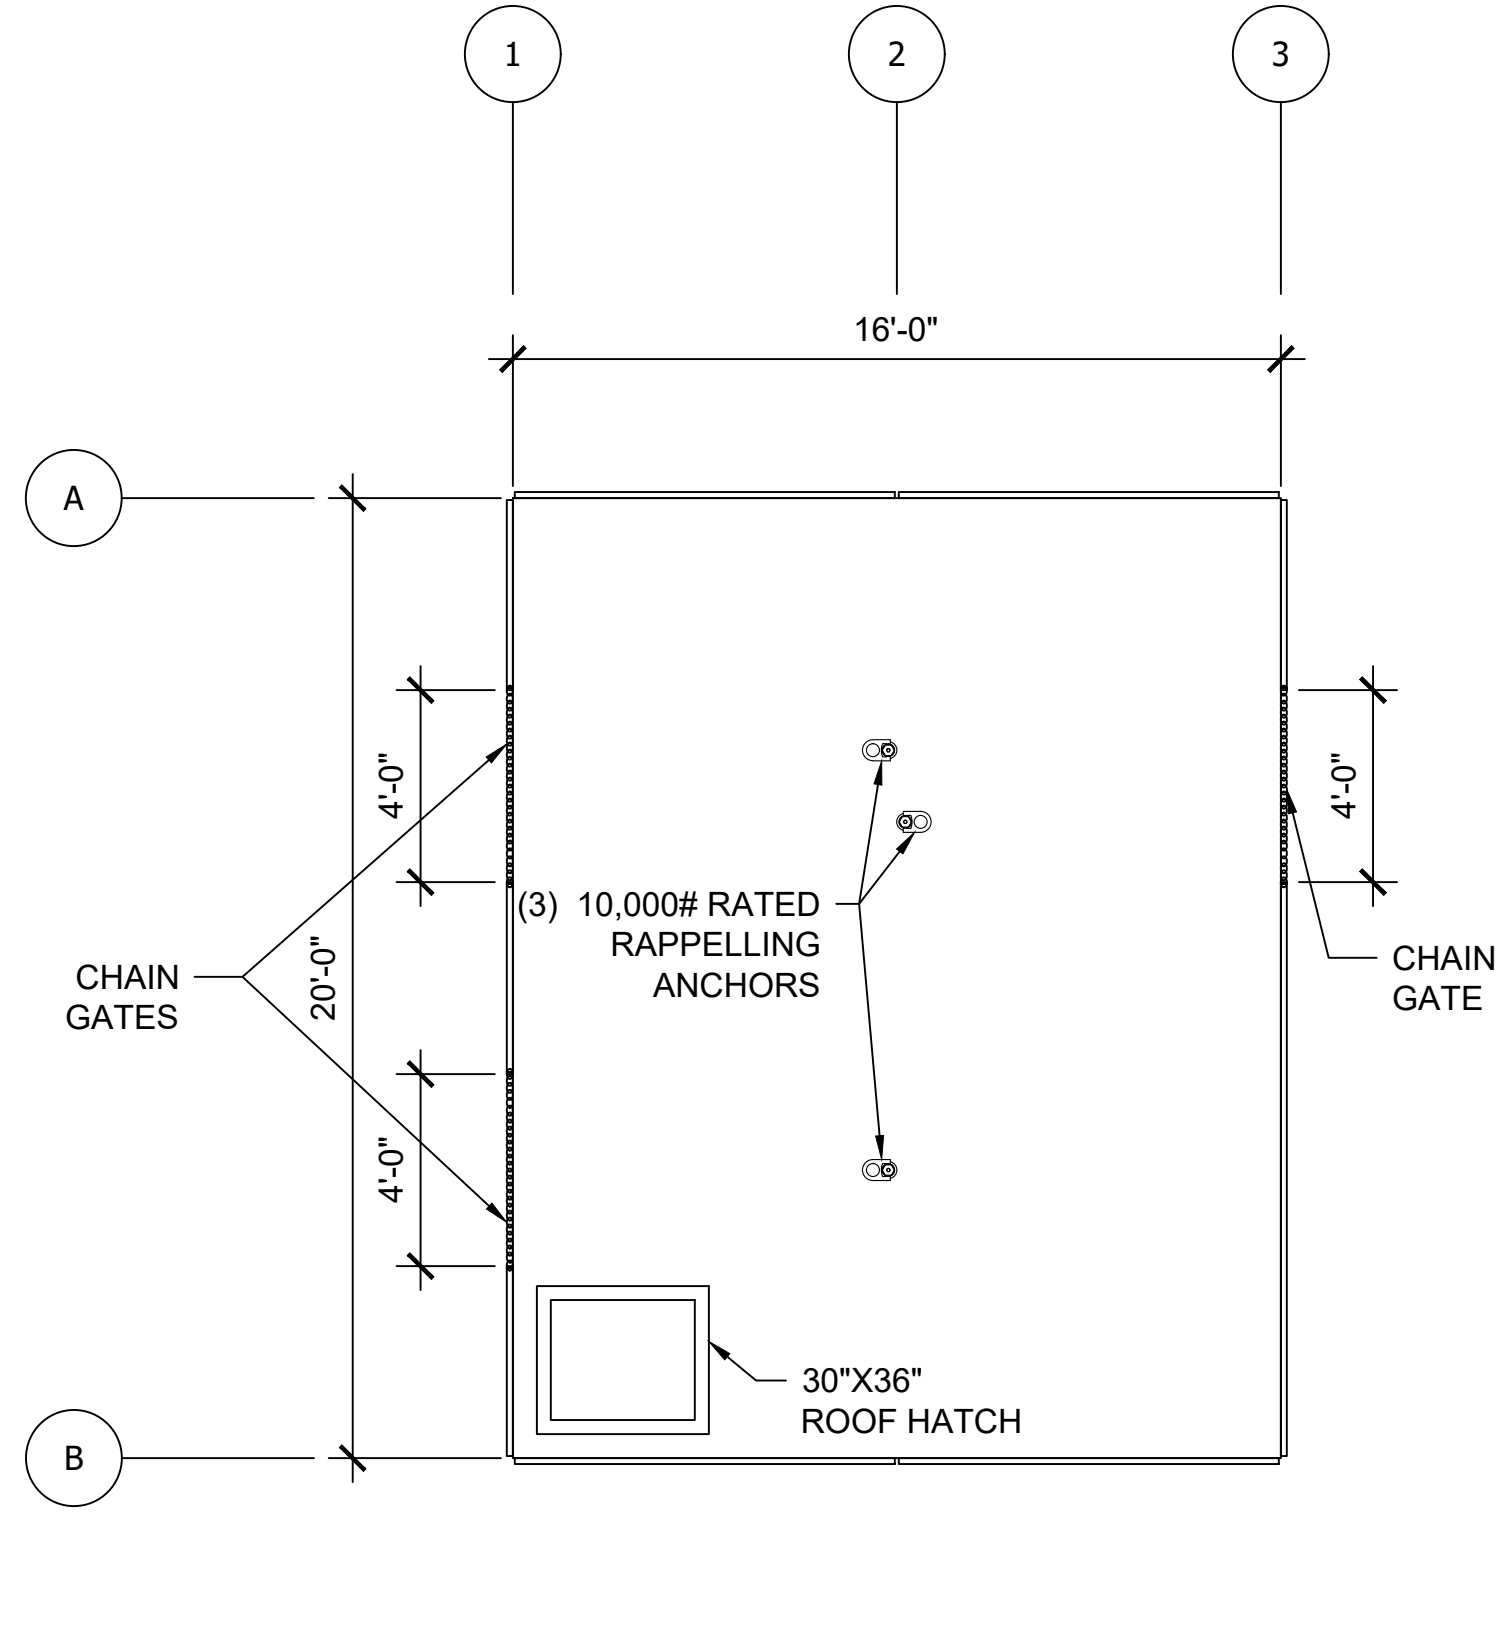 1
2
3
16'-0"
A
4'-0"
4'-0"
(3) 10,000# RATED
RAPPELLING
ANCHORS
20'-0"
CHAIN
GATES
CHAIN
GATE
4'-0"
30"X36"
ROOF HATCH
B